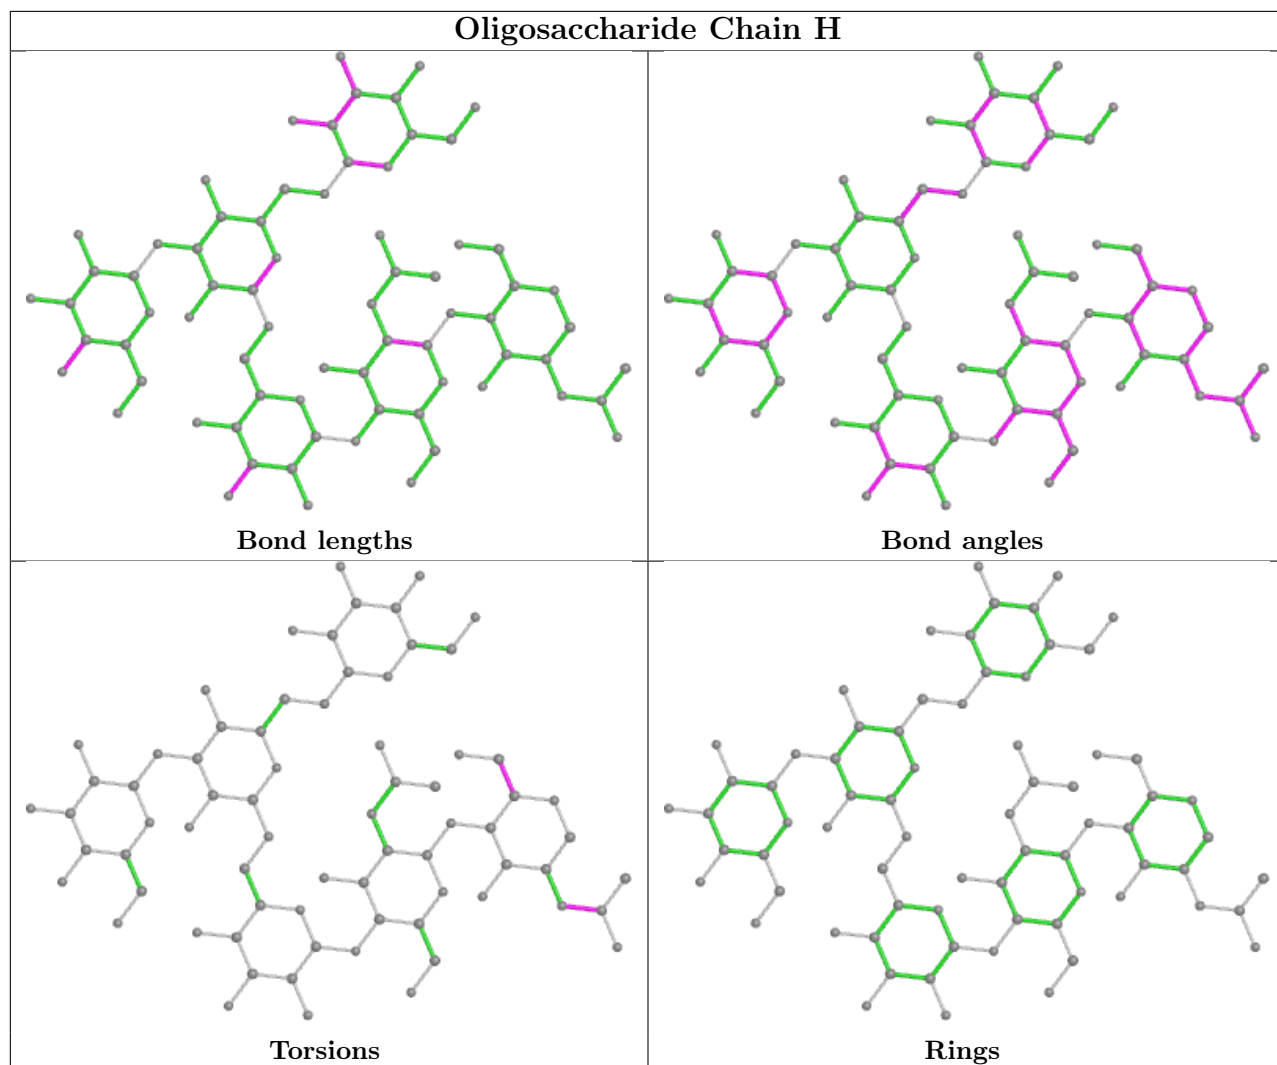 Oligosaccharide Chain H
Bond lengths
Bond angles
Torsions
Rings